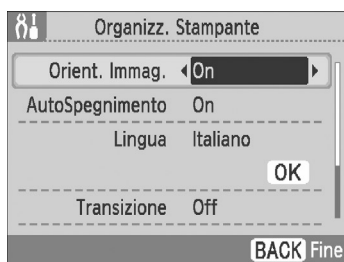 Organizz. Stampante
Orient. Immag. On
AutoSpegnimento On
Lingua Italiano
OK
Transizione Off
BACK Fine